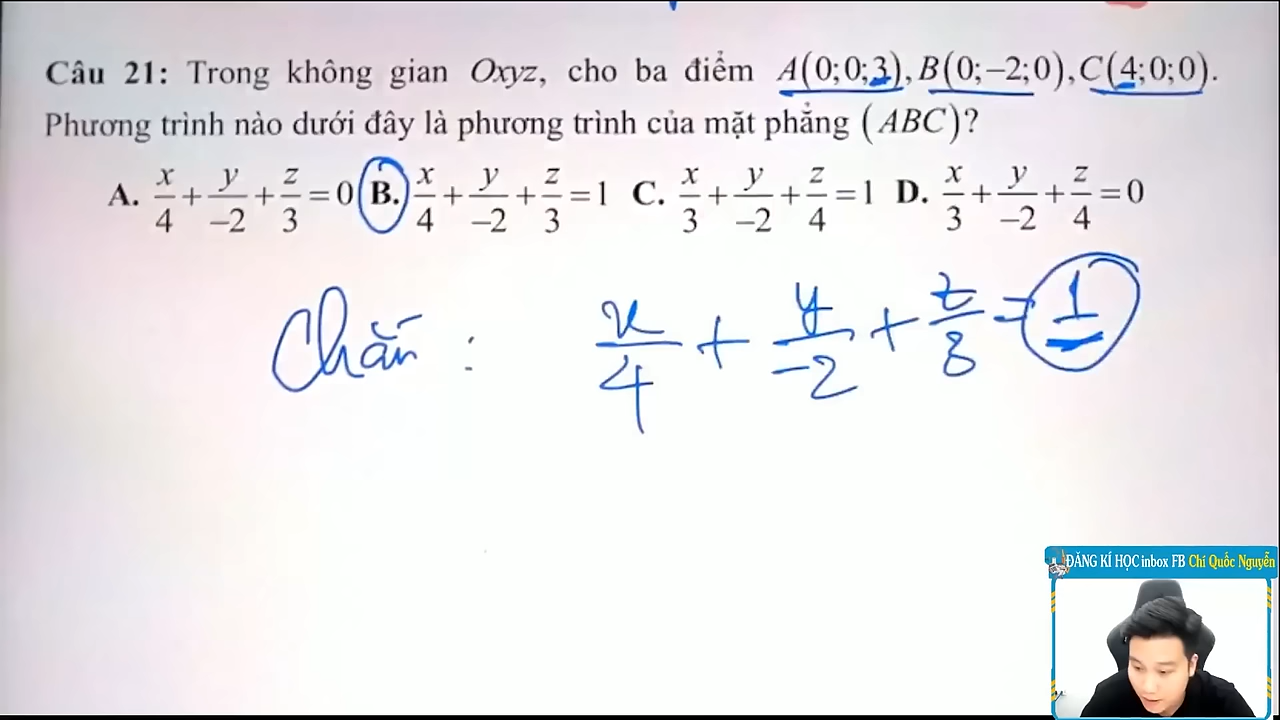 Câu 21: Trong không gian Oxyz, cho ba điểm A(0;0;3), B(0;−2;0), C(4;0;0).
Phương trình nào dưới đây là phương trình của mặt phẳng (ABC)?
A. x/4 + y/−2 + z/3 = 0 B. x/4 + y/−2 + z/3 = 1 C. x/3 + y/−2 + z/4 = 1 D. x/3 + y/−2 + z/4 = 0
Chắn : x/4 + y/−2 + z/3 = 1
ĐĂNG KÍ HỌC inbox FB Chí Quốc Nguyễn